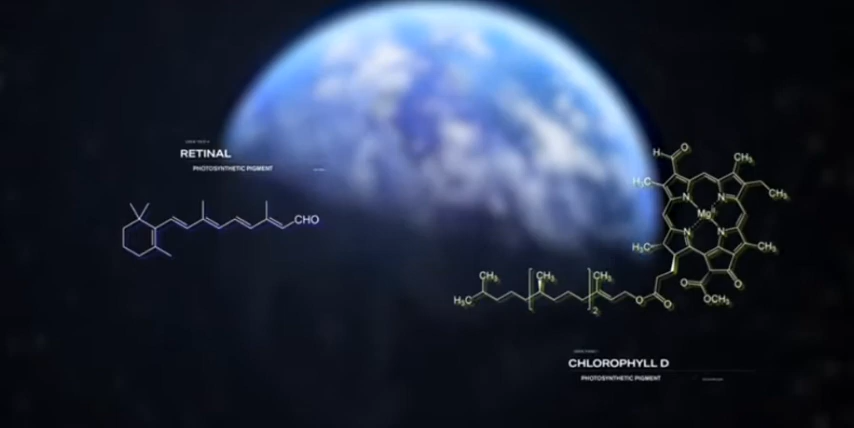 RETINAL
PHOTOSYNTHETIC PIGMENT
CHO
H
O
CH₃
H₃C
CH₃
N
N
Mg
N
N
H₃C
CH₃
O
O
OCH₃
CH₃
CH₃
CH₃
H₃C
2
O
O
CHLOROPHYLL D
PHOTOSYNTHETIC PIGMENT